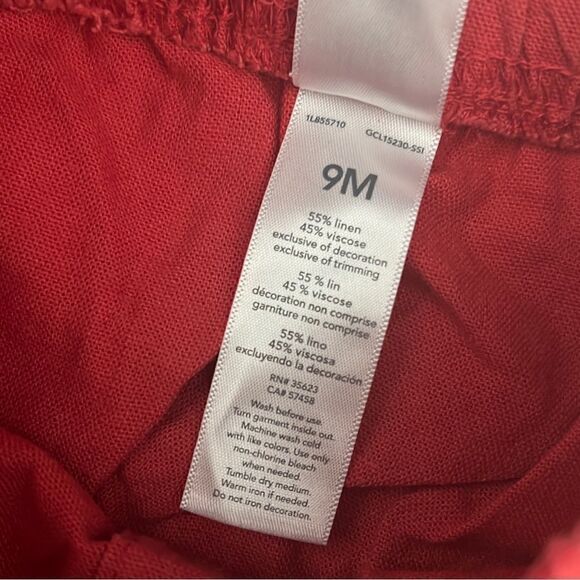 1L855710 GCL15230-SSI
9M
55% linen
45% viscose
exclusive of decoration
exclusive of trimming
55 % lin
45 % viscose
décoration non comprise
garniture non comprise
55% lino
45% viscosa
excluyendo la decoración
RN# 35623
CA# 57458
Wash before use.
Turn garment inside out.
Machine wash cold
with like colors. Use only
non-chlorine bleach
when needed.
Tumble dry medium.
Warm iron if needed.
Do not iron decoration.